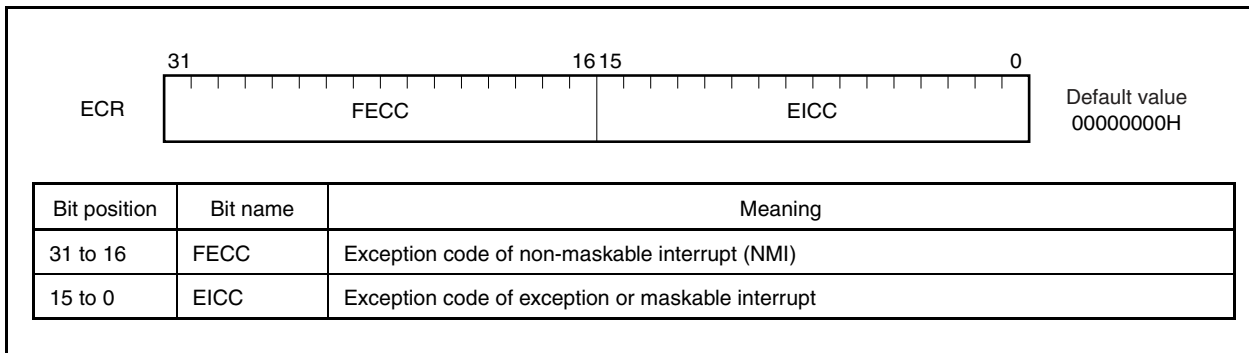 31 16 15 0
ECR FECC EICC Default value
00000000H
Bit position Bit name Meaning
31 to 16 FECC Exception code of non-maskable interrupt (NMI)
15 to 0 EICC Exception code of exception or maskable interrupt